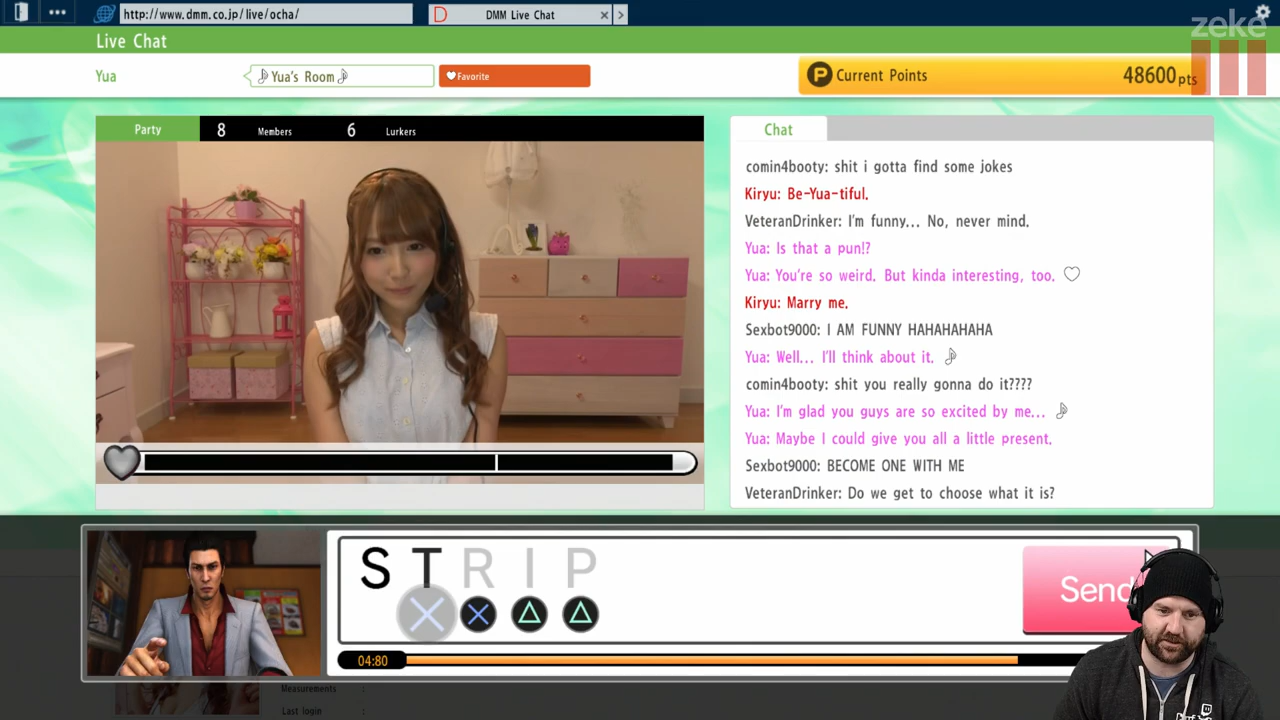 http://www.dmm.co.jp/live/ocha/
D DMM Live Chat
zeke
Live Chat
Yua
Yua's Room
Favorite
P Current Points 48600pts
Party 8 Members 6 Lurkers
Chat
comin4booty: shit i gotta find some jokes
Kiryu: Be-Yua-tiful.
VeteranDrinker: I'm funny... No, never mind.
Yua: Is that a pun!?
Yua: You're so weird. But kinda interesting, too.
Kiryu: Marry me.
Sexbot9000: I AM FUNNY HAHAHAHAHA
Yua: Well... I'll think about it.
comin4booty: shit you really gonna do it????
Yua: I'm glad you guys are so excited by me...
Yua: Maybe I could give you all a little present.
Sexbot9000: BECOME ONE WITH ME
VeteranDrinker: Do we get to choose what it is?
STRIP
Send
04:80
Measurements :
Last login :